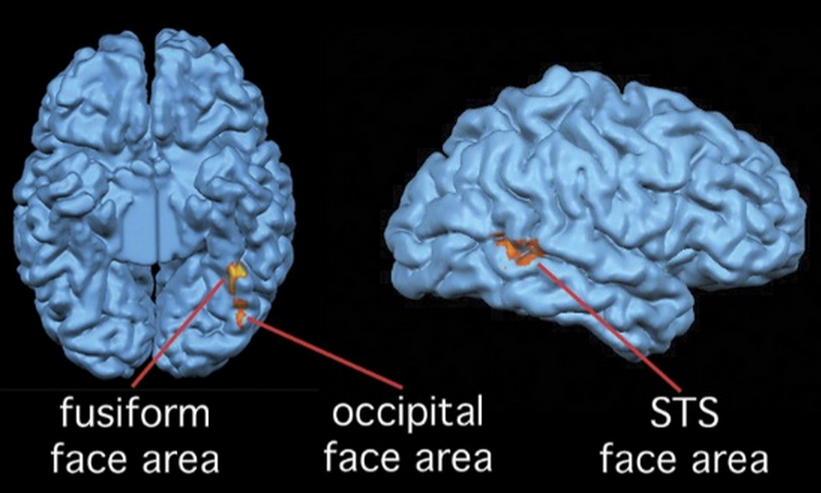 fusiform
face area
occipital
face area
STS
face area